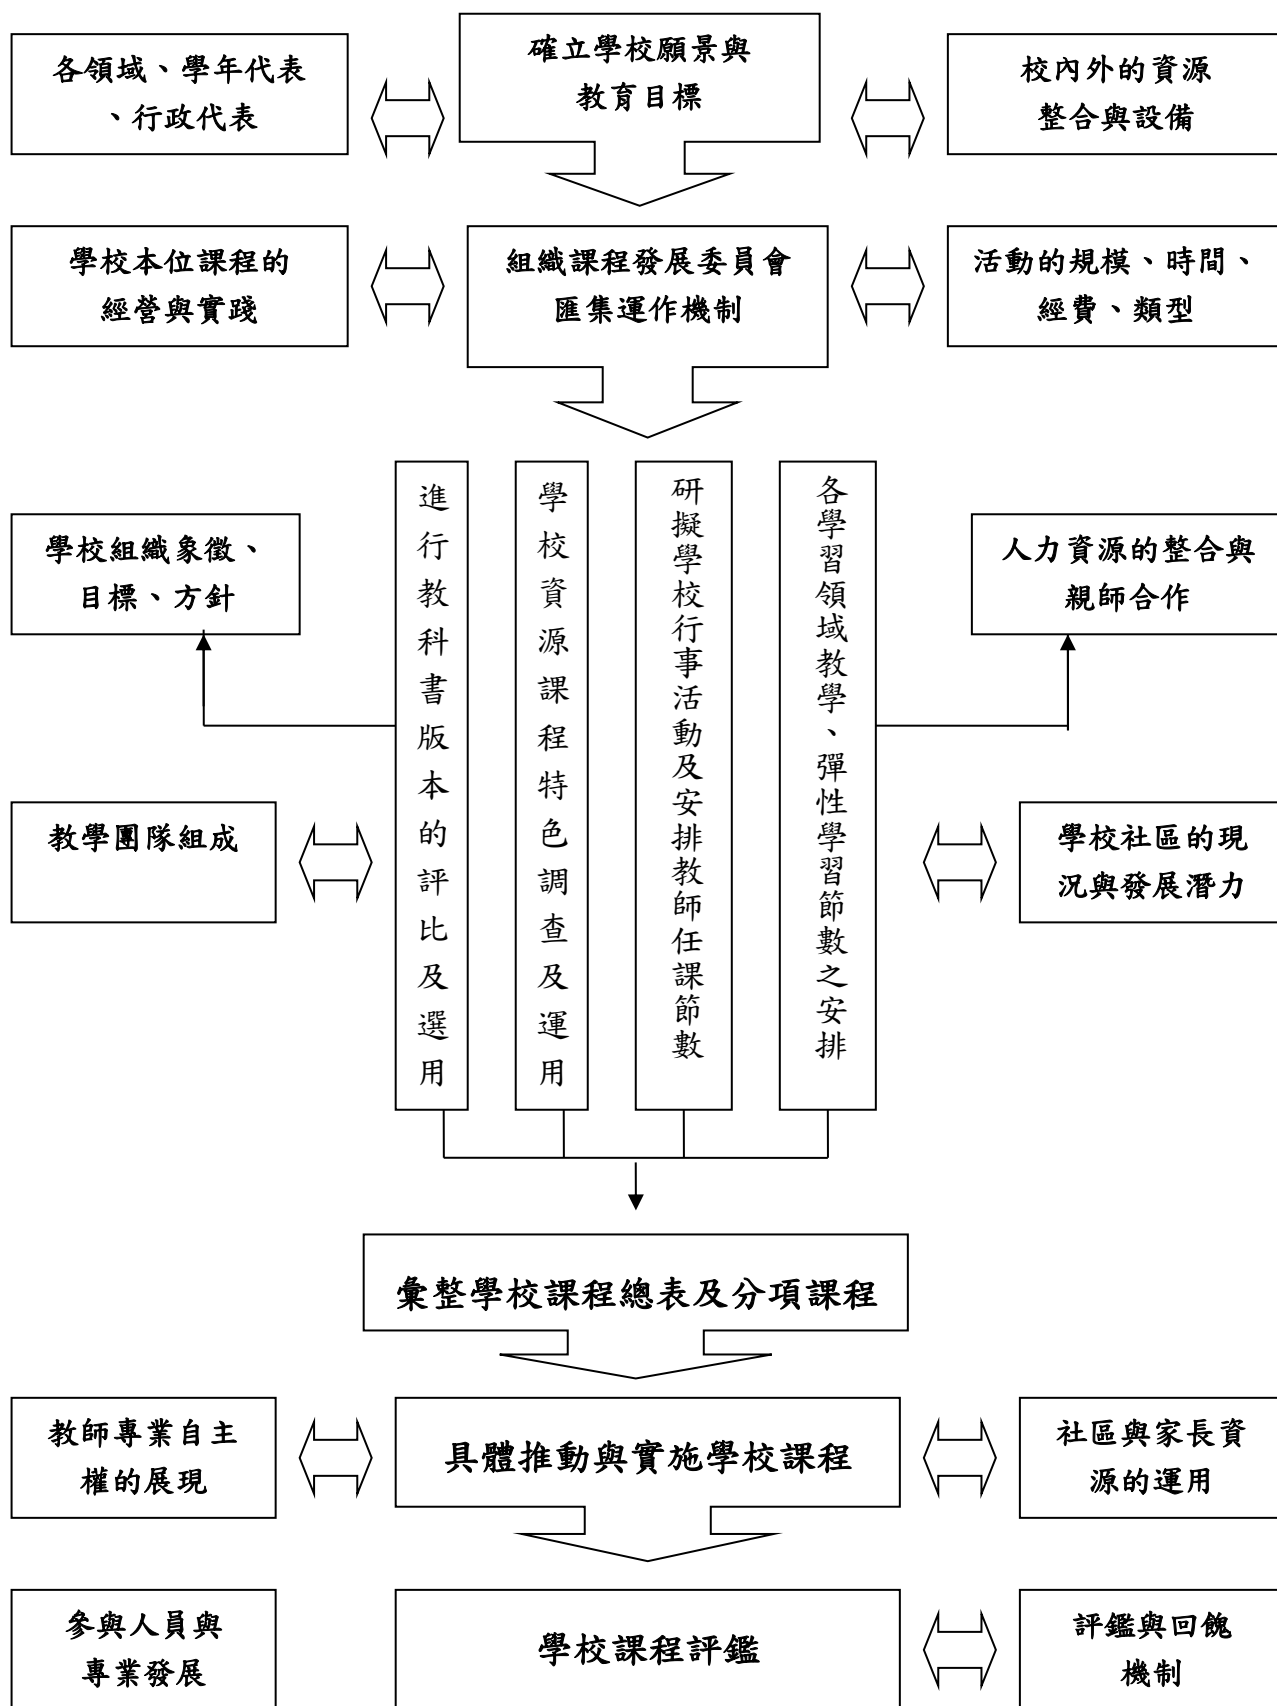 各領域、學年代表
、行政代表
確立學校願景與
教育目標
校內外的資源
整合與設備
學校本位課程的
經營與實踐
組織課程發展委員會
匯集運作機制
活動的規模、時間、
經費、類型
學校組織象徵、
目標、方針
進行教科書版本的評比及選用
學校資源課程特色調查及運用
研擬學校行事活動及安排教師任課節數
各學習領域教學、彈性學習節數之安排
人力資源的整合與
親師合作
教學團隊組成
學校社區的現
況與發展潛力
彙整學校課程總表及分項課程
教師專業自主
權的展現
具體推動與實施學校課程
社區與家長資
源的運用
參與人員與
專業發展
學校課程評鑑
評鑑與回餽
機制